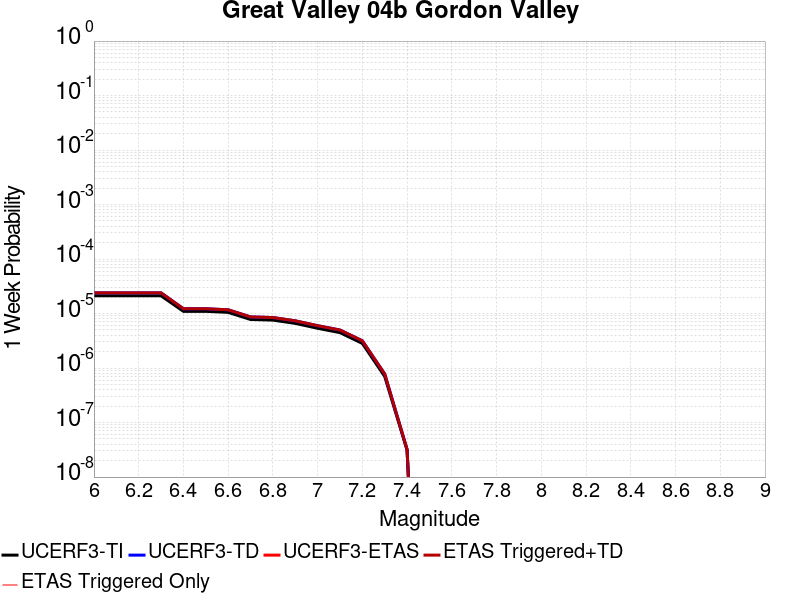 Great Valley 04b Gordon Valley
10^0
10^-1
10^-2
10^-3
10^-4
10^-5
10^-6
10^-7
10^-8
1 Week Probability
6 6.2 6.4 6.6 6.8 7 7.2 7.4 7.6 7.8 8 8.2 8.4 8.6 8.8 9
Magnitude
UCERF3-TI UCERF3-TD UCERF3-ETAS ETAS Triggered+TD
ETAS Triggered Only